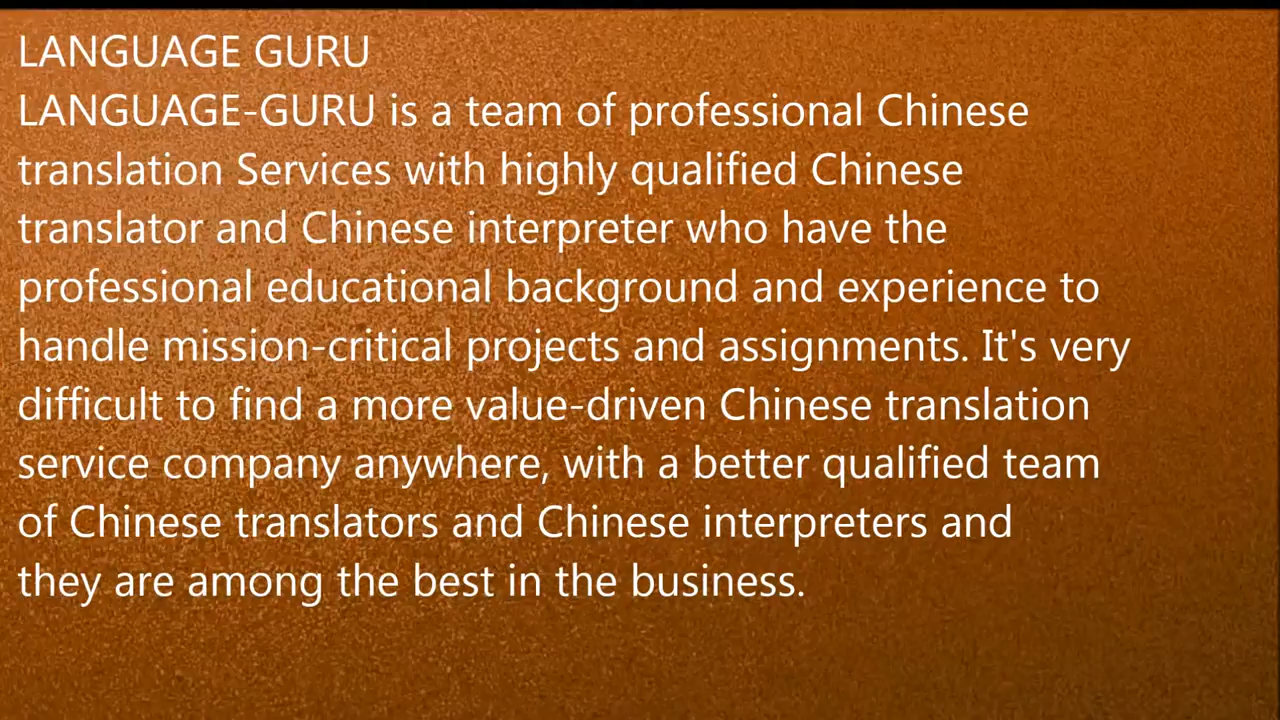 LANGUAGE GURU
LANGUAGE-GURU is a team of professional Chinese
translation Services with highly qualified Chinese
translator and Chinese interpreter who have the
professional educational background and experience to
handle mission-critical projects and assignments. It's very
difficult to find a more value-driven Chinese translation
service company anywhere, with a better qualified team
of Chinese translators and Chinese interpreters and
they are among the best in the business.